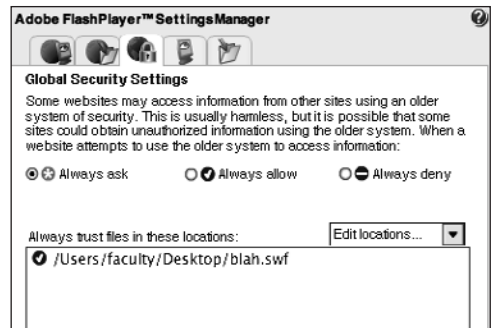 Adobe FlashPlayer™ Settings Manager
?
Global Security Settings
Some websites may access information from other sites using an older
system of security. This is usually harmless, but it is possible that some
sites could obtain unauthorized information using the older system. When a
website attempts to use the older system to access information:
Always ask Always allow Always deny
Always trust files in these locations: Edit locations...
/Users/faculty/Desktop/blah.swf